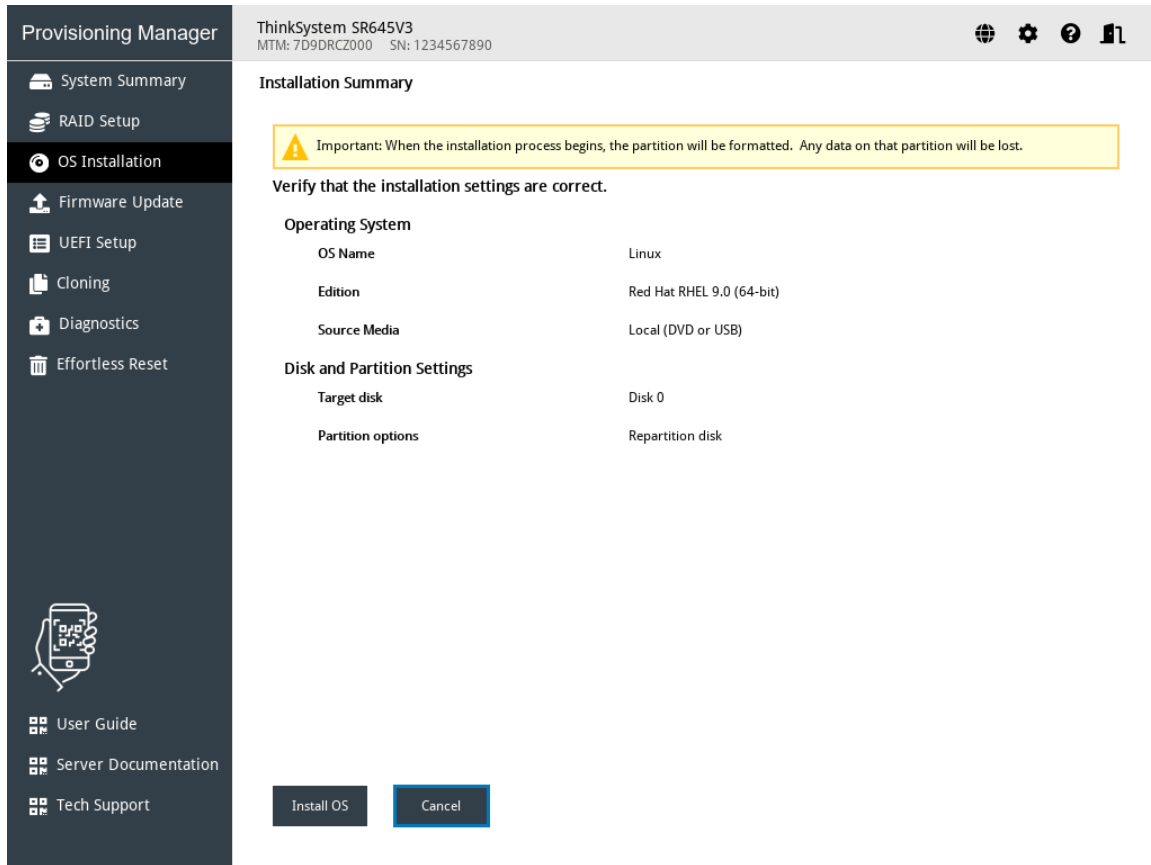 Provisioning Manager
ThinkSystem SR645V3
MTM: 7D9DRCZ000 SN: 1234567890
System Summary
RAID Setup
OS Installation
Firmware Update
UEFI Setup
Cloning
Diagnostics
Effortless Reset
User Guide
Server Documentation
Tech Support
Installation Summary
Important: When the installation process begins, the partition will be formatted. Any data on that partition will be lost.
Verify that the installation settings are correct.
Operating System
OS Name Linux
Edition Red Hat RHEL 9.0 (64-bit)
Source Media Local (DVD or USB)
Disk and Partition Settings
Target disk Disk 0
Partition options Repartition disk
Install OS Cancel